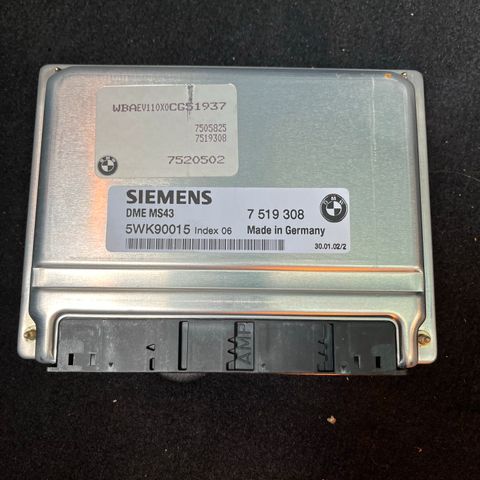 WBAEV110X0CG51937
7505825
7519308
7520502
SIEMENS
DME MS43
7 519 308
5WK90015 Index 06
Made in Germany
30.01.02/2
AMP